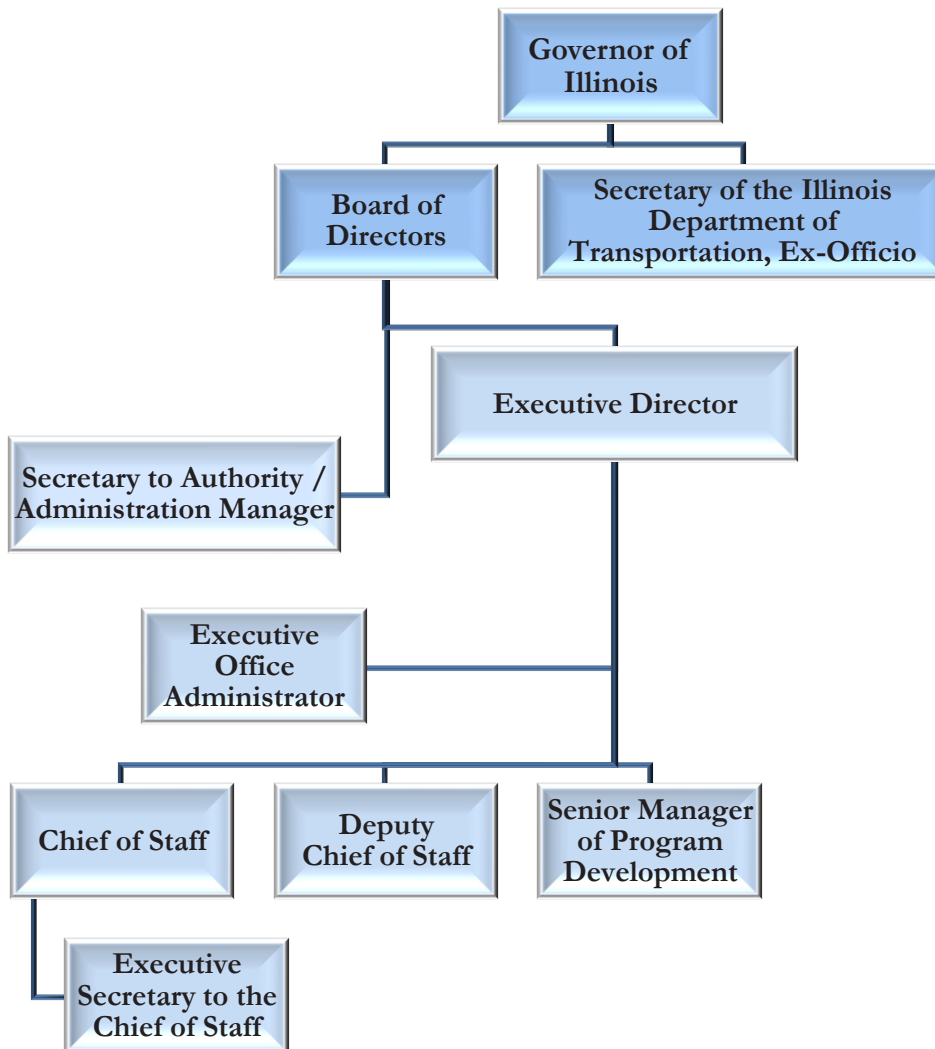 Governor of
Illinois
Board of
Directors
Secretary of the Illinois
Department of
Transportation, Ex-Officio
Executive Director
Secretary to Authority /
Administration Manager
Executive
Office
Administrator
Chief of Staff
Deputy
Chief of Staff
Senior Manager
of Program
Development
Executive
Secretary to the
Chief of Staff